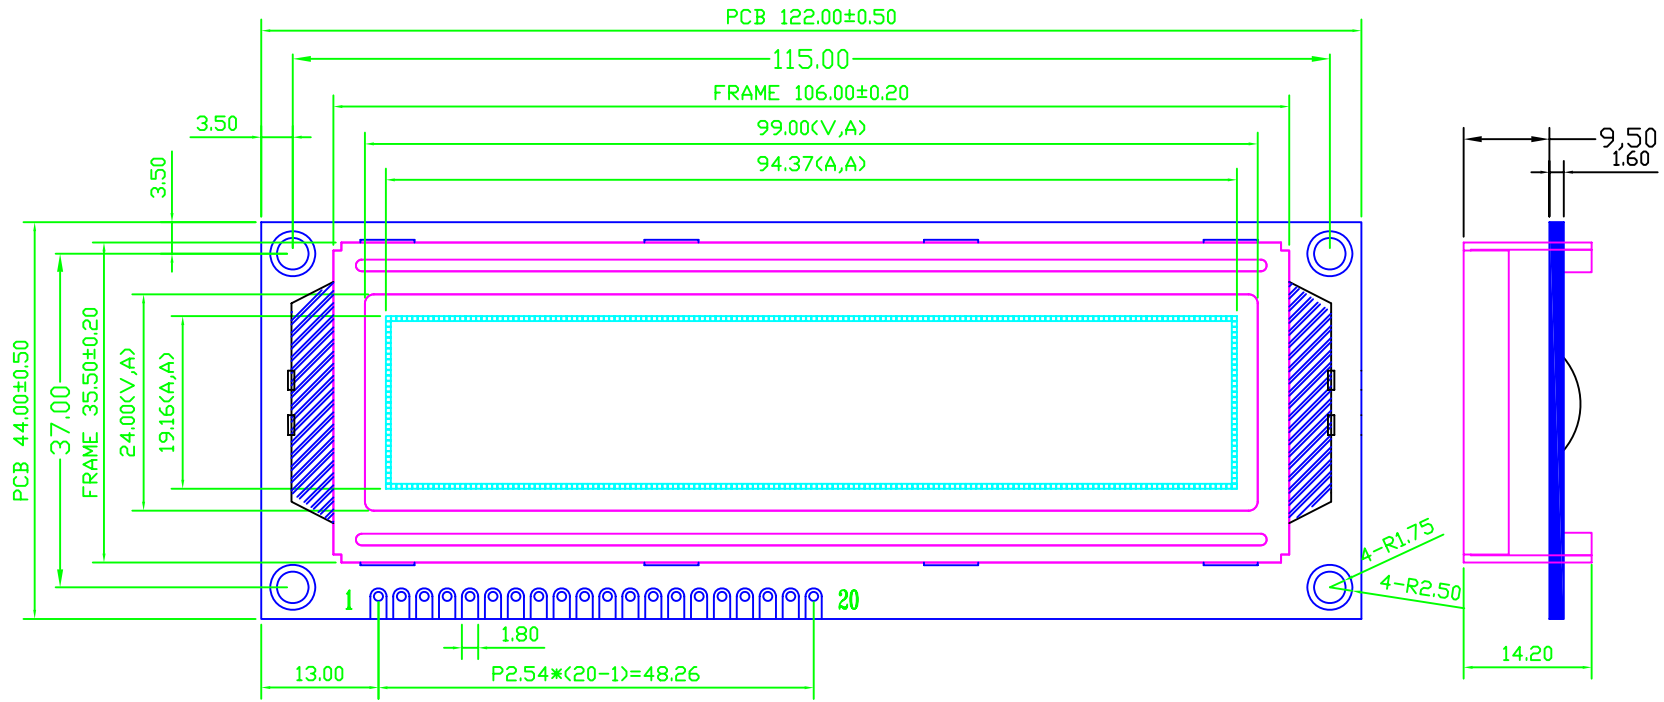 PCB 122.00±0.50
115.00
FRAME 106.00±0.20
3.50
99.00(V,A)
9,50
1.60
94.37(A,A)
3.50
PCB 44.00±0.50
37.00
FRAME 35.50±0.20
24.00(V,A)
19.16(A,A)
4-R1.75
4-R2.50
1
20
1.80
14.20
13.00
P2.54*(20-1)=48.26